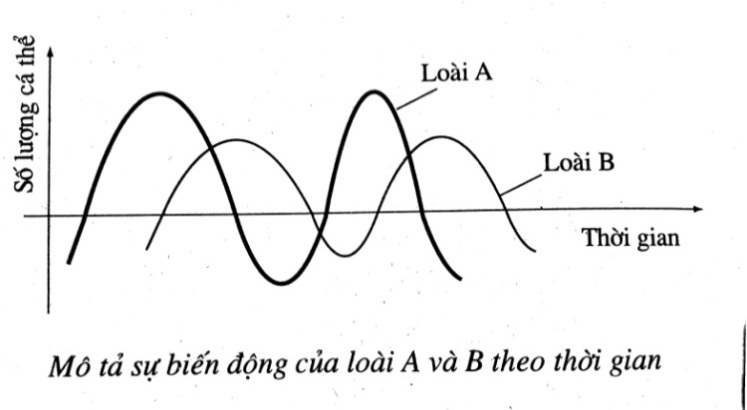 Số lượng cá thể
Loài A
Loài B
Thời gian
Mô tả sự biến động của loài A và B theo thời gian